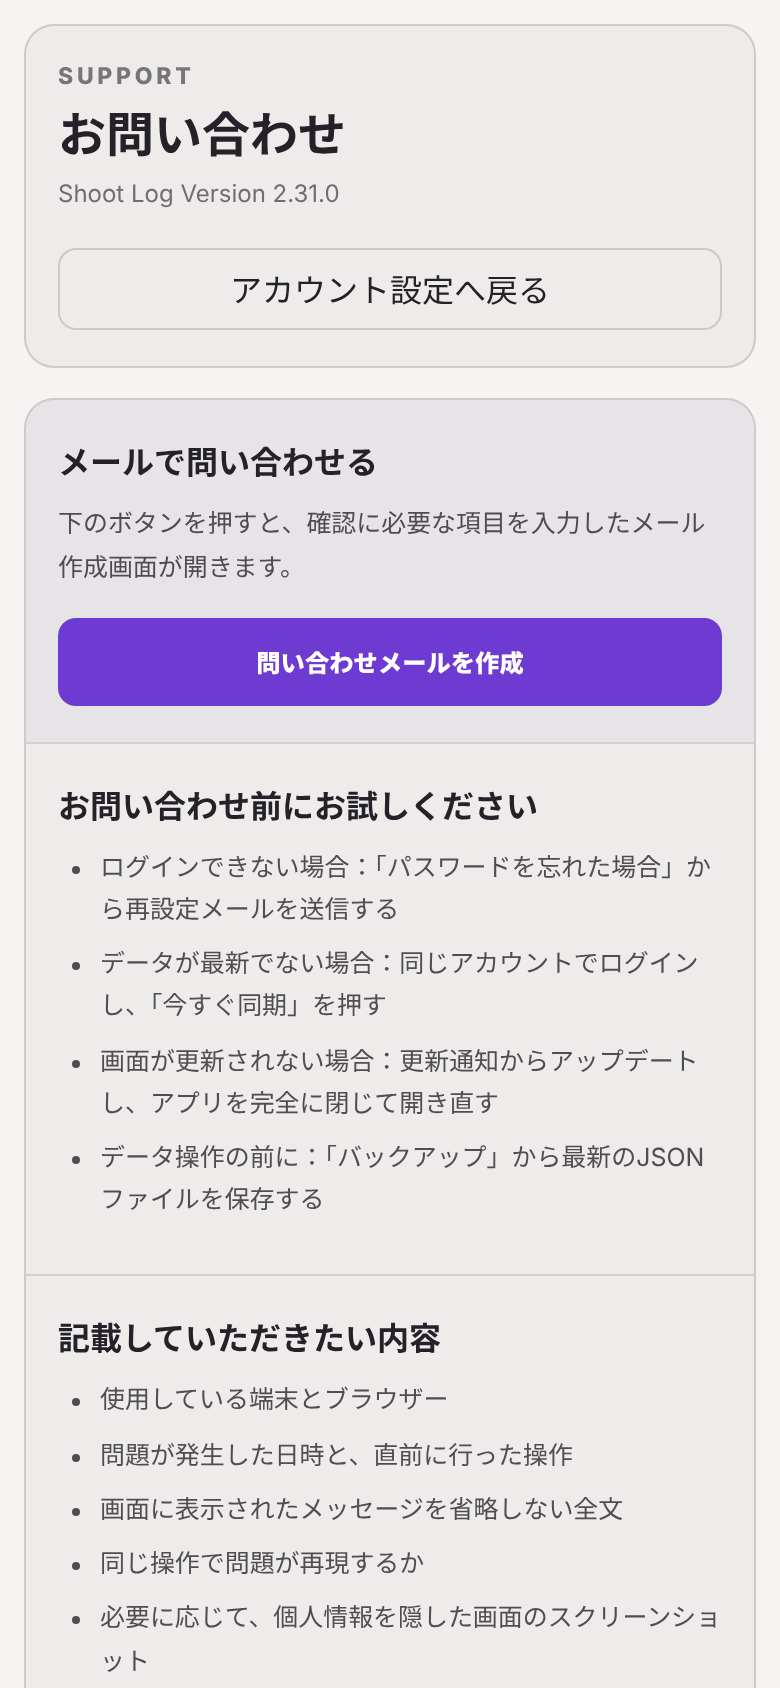 SUPPORT
お問い合わせ
Shoot Log Version 2.31.0
アカウント設定へ戻る
メールで問い合わせる
下のボタンを押すと、確認に必要な項目を入力したメール
作成画面が開きます。
問い合わせメールを作成
お問い合わせ前にお試しください
• ログインできない場合：「パスワードを忘れた場合」か
ら再設定メールを送信する
• データが最新でない場合：同じアカウントでログイン
し、「今すぐ同期」を押す
• 画面が更新されない場合：更新通知からアップデート
し、アプリを完全に閉じて開き直す
• データ操作の前に：「バックアップ」から最新のJSON
ファイルを保存する
記載していただきたい内容
• 使用している端末とブラウザー
• 問題が発生した日時と、直前に行った操作
• 画面に表示されたメッセージを省略しない全文
• 同じ操作で問題が再現するか
• 必要に応じて、個人情報を隠した画面のスクリーンショ
ット